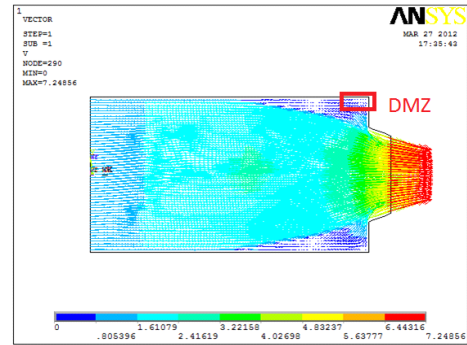 1
VECTOR
STEP=1
SUB =1
V
NODE=290
MIN=0
MAX=7.24856
ANSYS
MAR 27 2012
17:35:43
DMZ
0
.805396
1.61079
2.41619
3.22158
4.02698
4.83237
5.63777
6.44316
7.24856